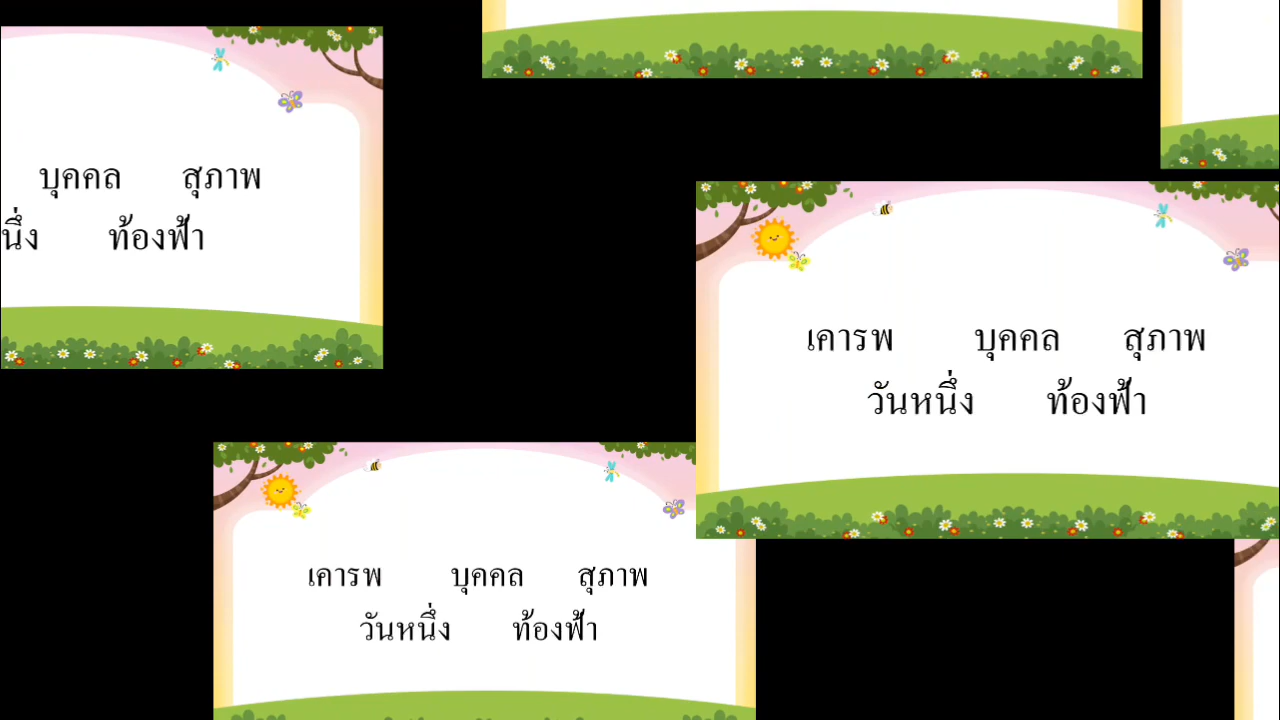 บุคคล สุภาพ
นึ่ง ท้องฟ้า
เคารพ บุคคล สุภาพ
วันหนึ่ง ท้องฟ้า
เคารพ บุคคล สุภาพ
วันหนึ่ง ท้องฟ้า